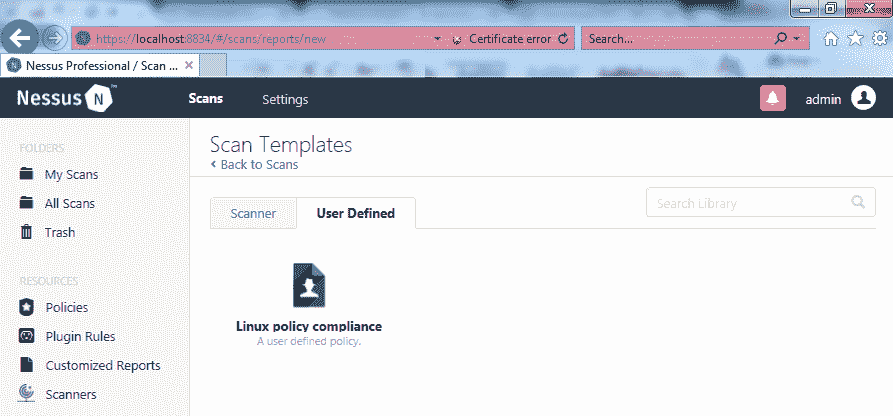 https://localhost:8834/#/scans/reports/new
Certificate error
Search...
Nessus Professional / Scan ...
Nessus N™
Scans
Settings
admin
FOLDERS
My Scans
All Scans
Trash
RESOURCES
Policies
Plugin Rules
Customized Reports
Scanners
Scan Templates
Back to Scans
Scanner
User Defined
Search Library
Linux policy compliance
A user defined policy.